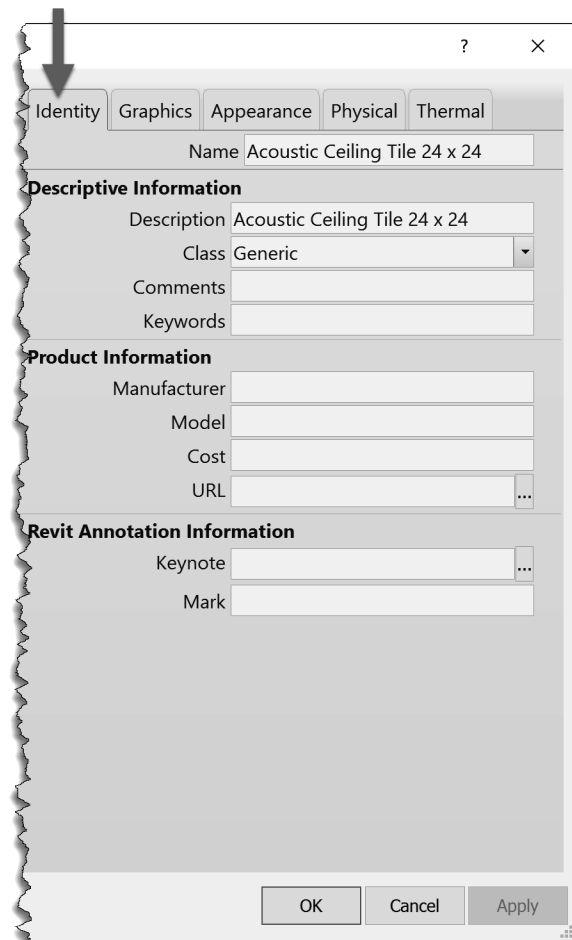 ?
Identity Graphics Appearance Physical Thermal
Name Acoustic Ceiling Tile 24 x 24
Descriptive Information
Description Acoustic Ceiling Tile 24 x 24
Class Generic
Comments
Keywords
Product Information
Manufacturer
Model
Cost
URL ...
Revit Annotation Information
Keynote ...
Mark
OK Cancel Apply